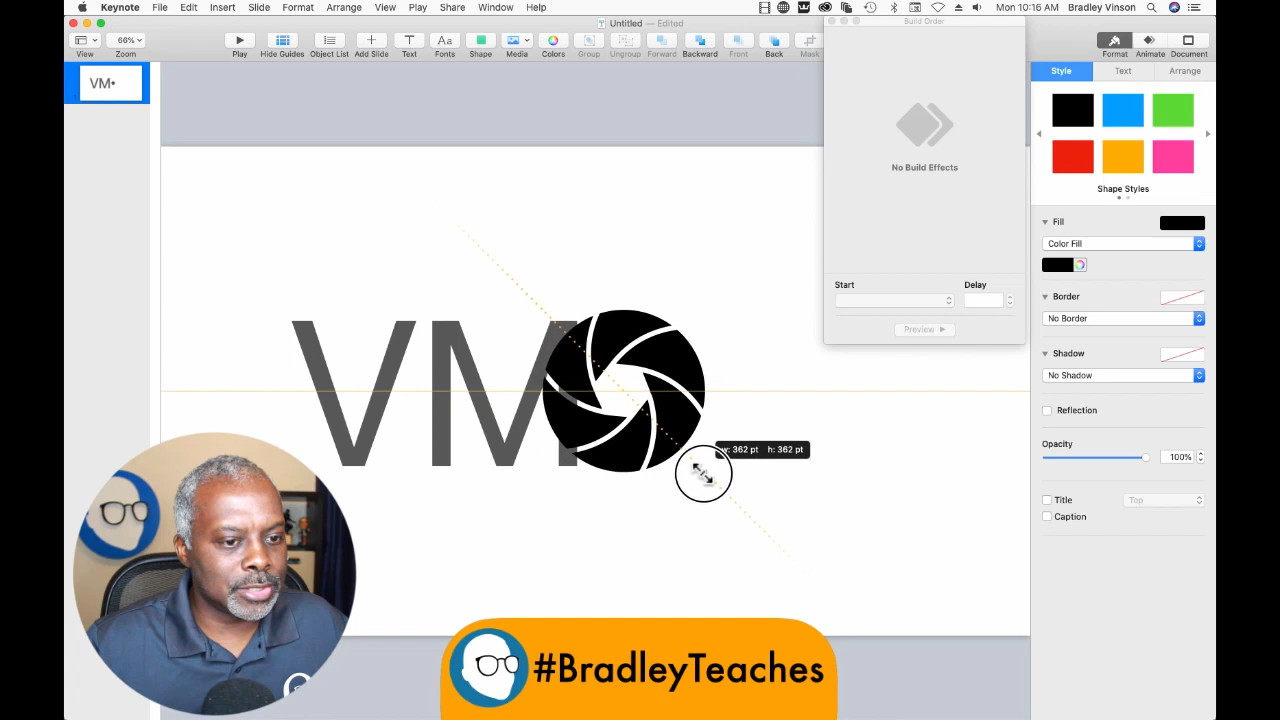 Keynote File Edit Insert Slide Format Arrange View Play Share Window Help Mon 10:16 AM Bradley Vinson
Untitled — Edited
Build Order
66%
View Zoom Play Hide Guides Object List Add Slide Text Fonts Shape Media Colors Group Ungroup Forward Backward Front Back Mask Format Animate Document
Style Text Arrange
VM•
1
No Build Effects
Shape Styles
Fill
Color Fill
Start Delay
Border
No Border
Preview
Shadow
No Shadow
Reflection
VM
Opacity
w: 362 pt h: 362 pt
100%
Title Top
Caption
#BradleyTeaches